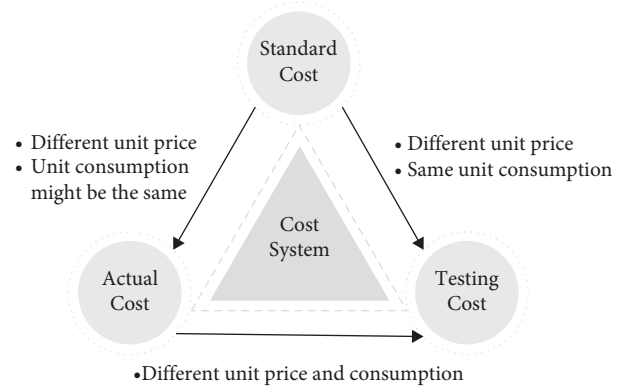 Standard
Cost
• Different unit price
• Unit consumption
might be the same
• Different unit price
• Same unit consumption
Cost
System
Actual
Cost
Testing
Cost
•Different unit price and consumption